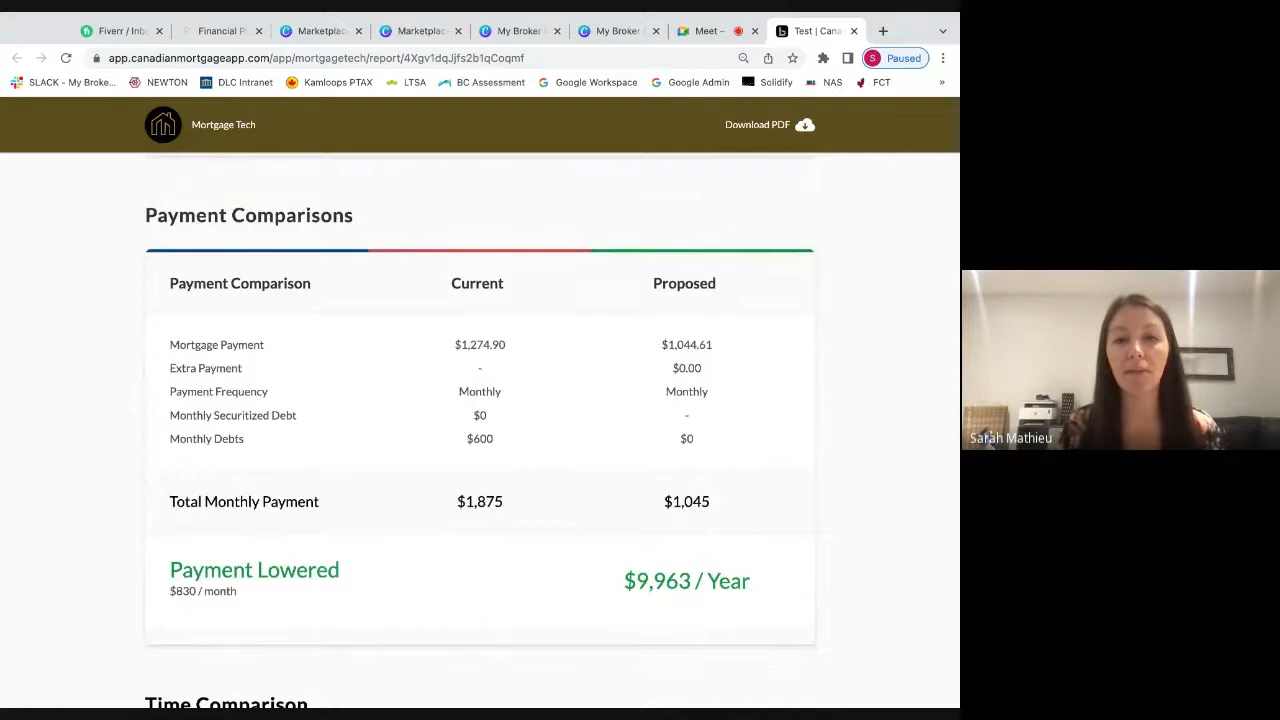 Fiverr / Inb
Financial P
Marketplac
Marketplac
My Broker
My Broker
Meet –
Test | Cana
app.canadianmortgageapp.com/app/mortgagetech/report/4Xgv1dqJjfs2b1qCoqmf
S Paused
SLACK - My Broke...
NEWTON
DLC Intranet
Kamloops PTAX
LTSA
BC Assessment
Google Workspace
Google Admin
Solidify
NAS
FCT
»
Mortgage Tech
Download PDF
Payment Comparisons
Payment Comparison Current Proposed
Mortgage Payment $1,274.90 $1,044.61
Extra Payment - $0.00
Payment Frequency Monthly Monthly
Monthly Securitized Debt $0 -
Monthly Debts $600 $0
Total Monthly Payment $1,875 $1,045
Payment Lowered
$9,963 / Year
$830 / month
Time Comparison
Sarah Mathieu